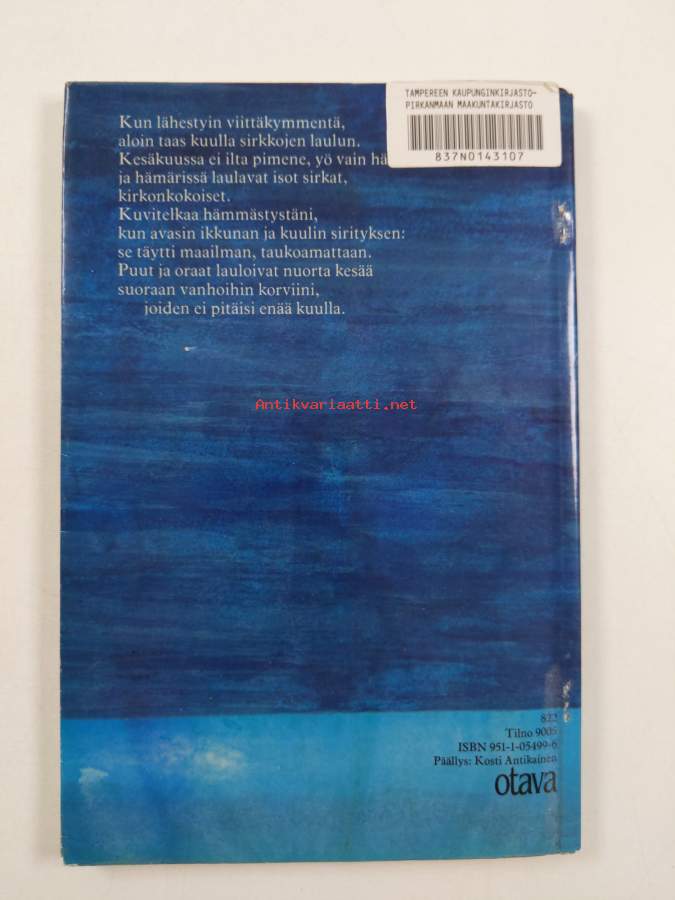 TAMPEREEN KAUPUNGINKIRJASTO-
PIRKANMAAN MAAKUNTAKIRJASTO
837N0143107
Kun lähestyin viittäkymmentä,
aloin taas kuulla sirkkojen laulun.
Kesäkuussa ei ilta pimene, yö vain
ja hämärissä laulavat isot sirkat,
kirkonkokoiset.
Kuvitelkaa hämmästystäni,
kun avasin ikkunan ja kuulin sirityksen:
se täytti maailman, taukoamattaan.
Puut ja oraat lauloivat nuorta kesää
suoraan vanhoihin korviini,
joiden ei pitäisi enää kuulla.
Antikvariaatti.net
822
Tilno 9005
ISBN 951-1-05499-6
Päällys: Kosti Antikainen
otava